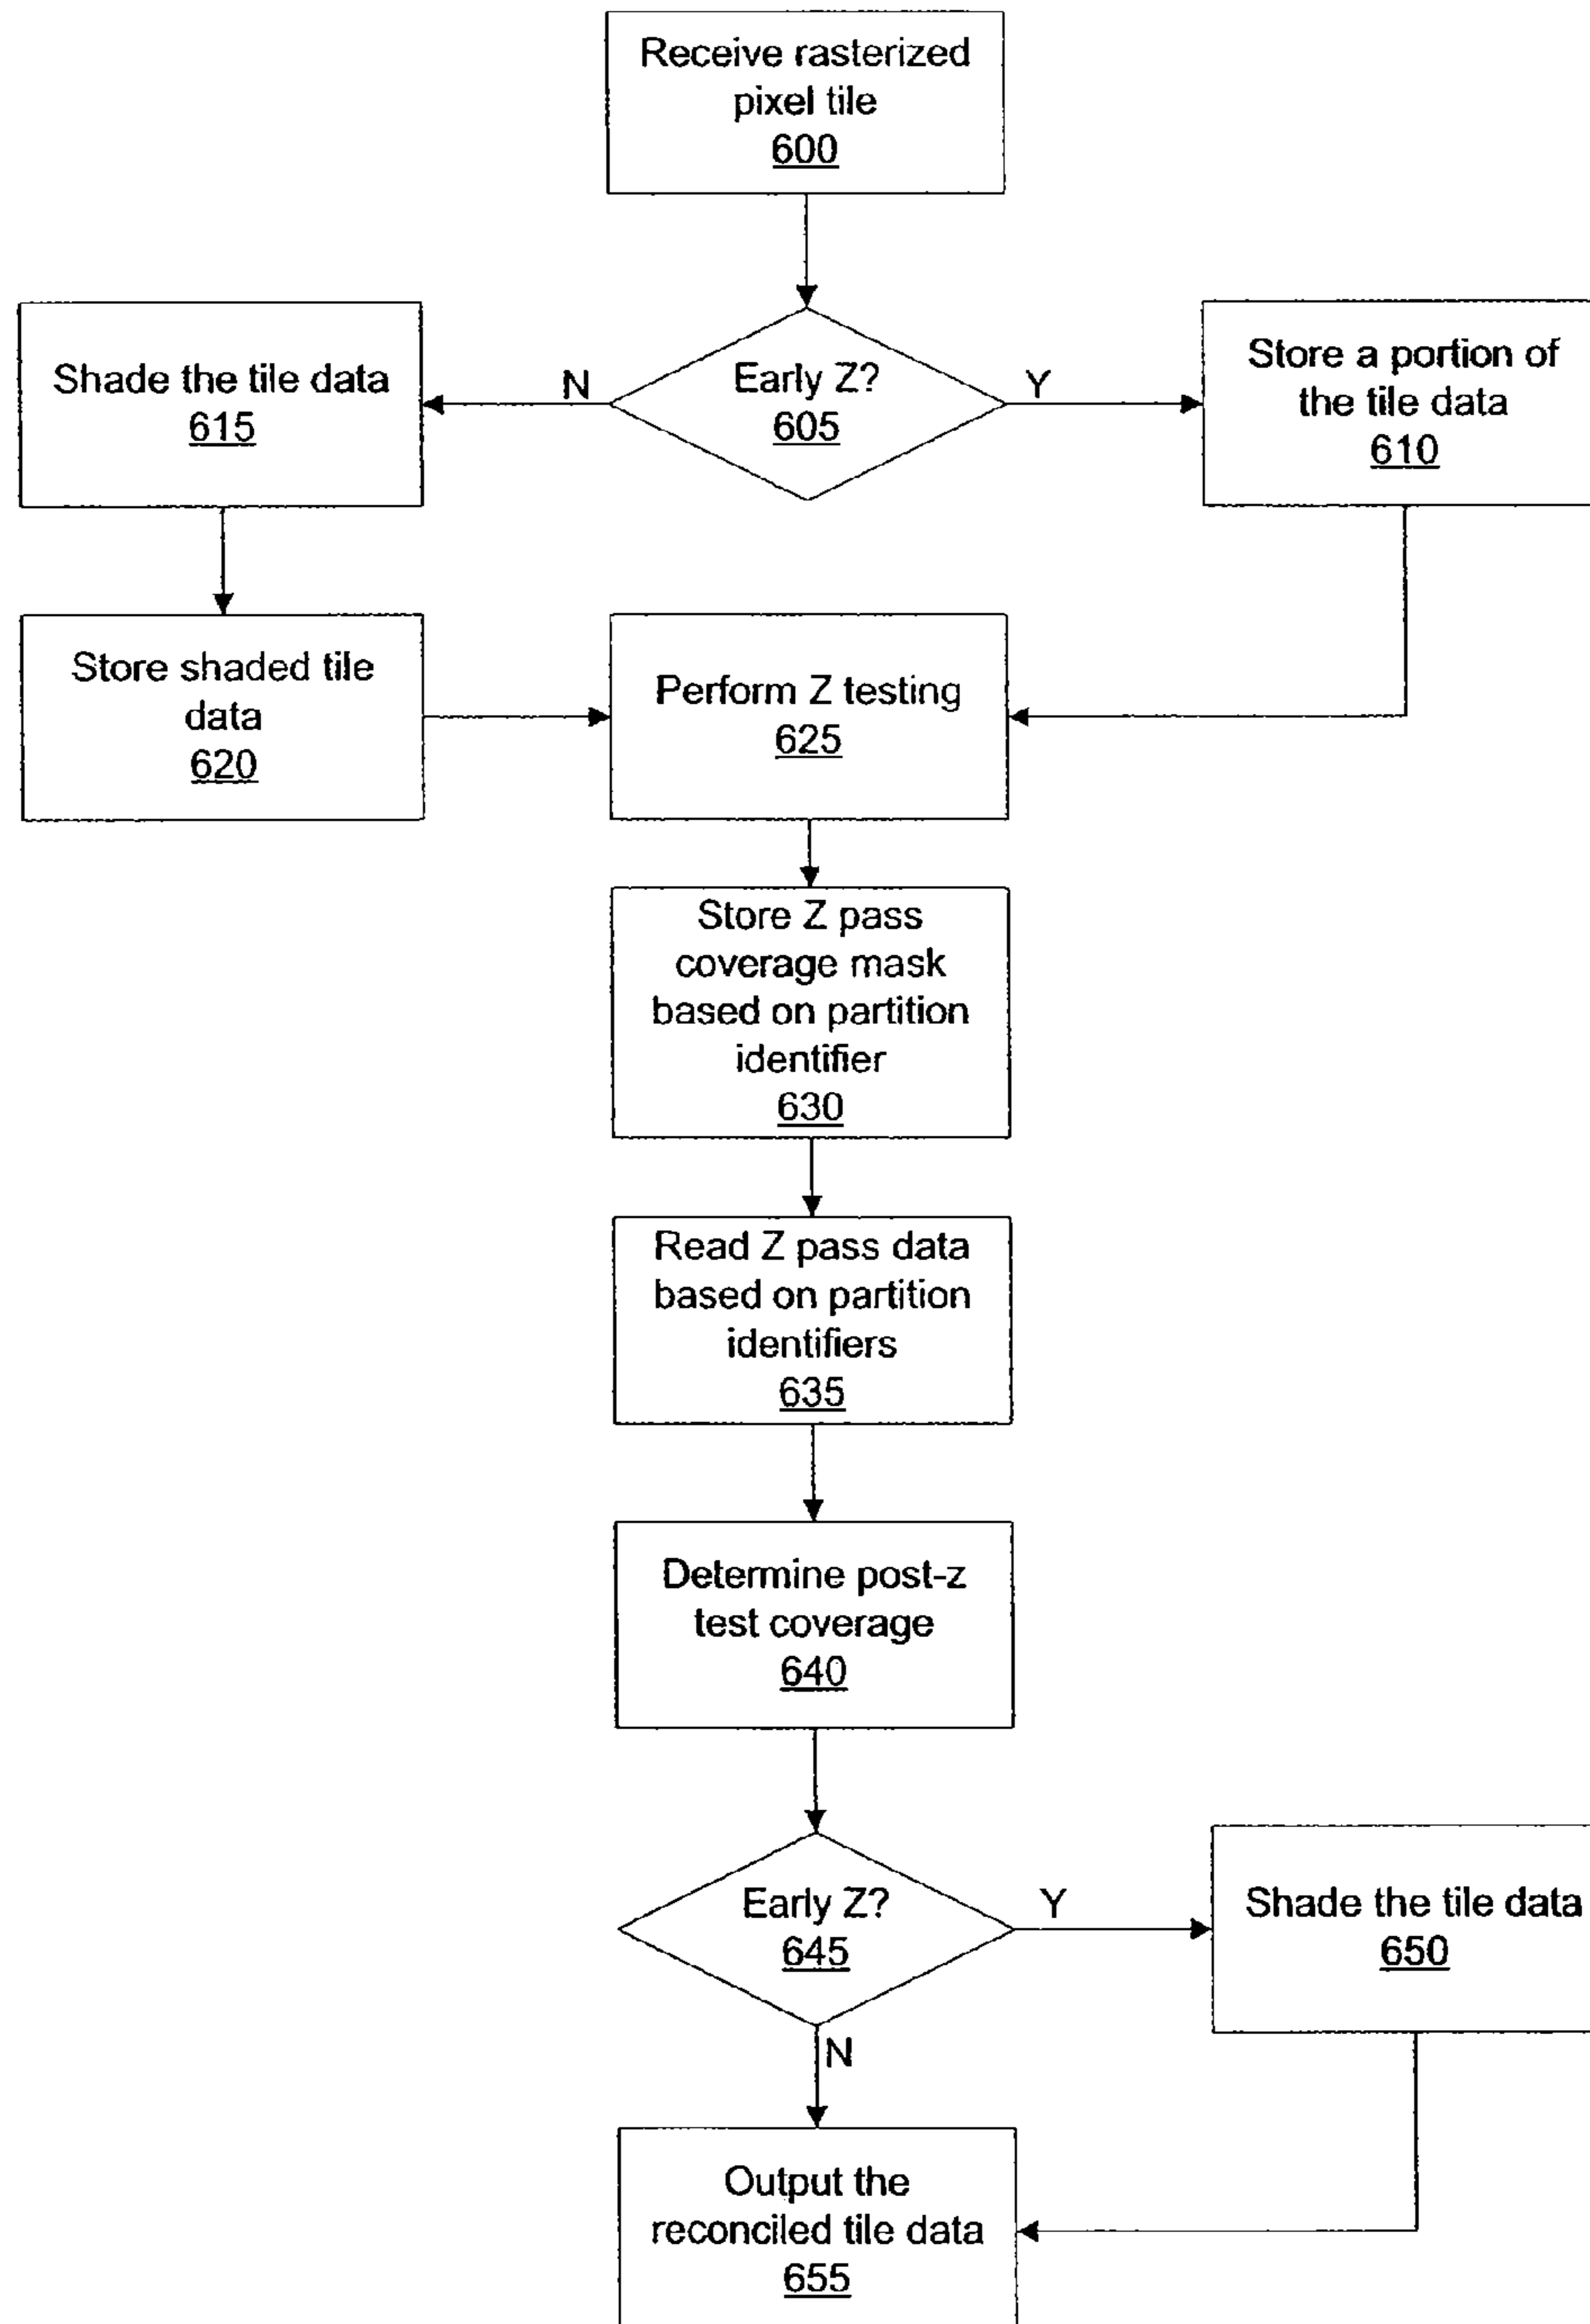 Receive rasterized
pixel tile
600
Early Z?
605
N
Y
Shade the tile data
615
Store a portion of
the tile data
610
Store shaded tile
data
620
Perform Z testing
625
Store Z pass
coverage mask
based on partition
identifier
630
Read Z pass data
based on partition
identifiers
635
Determine post-z
test coverage
640
Early Z?
645
Y
N
Shade the tile data
650
Output the
reconciled tile data
655